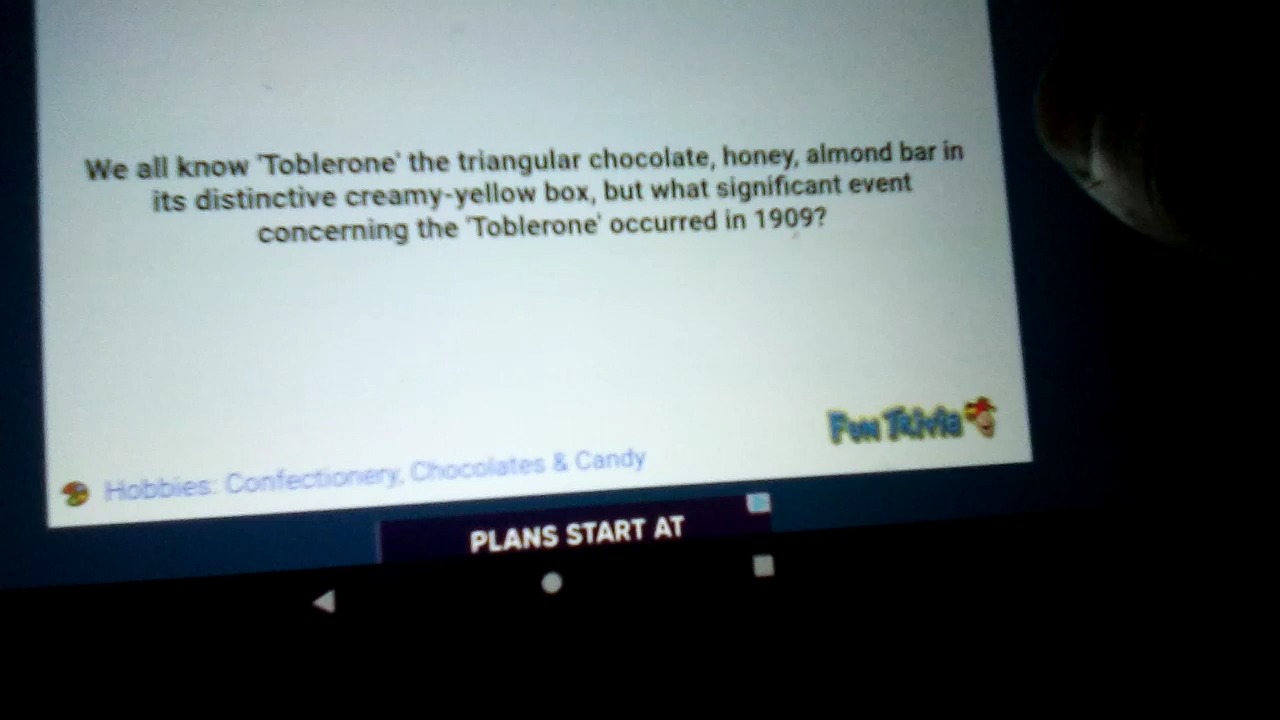 We all know 'Toblerone' the triangular chocolate, honey, almond bar in
its distinctive creamy-yellow box, but what significant event
concerning the 'Toblerone' occurred in 1909?
Fun Trivia
Hobbies: Confectionery, Chocolates & Candy
PLANS START AT